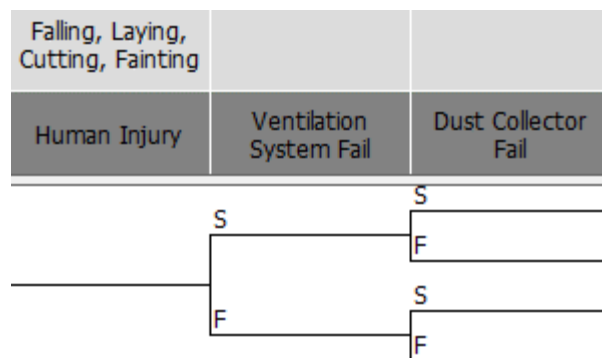 Falling, Laying,
Cutting, Fainting
Human Injury
Ventilation
System Fail
Dust Collector
Fail
S
S
F
F
S
F